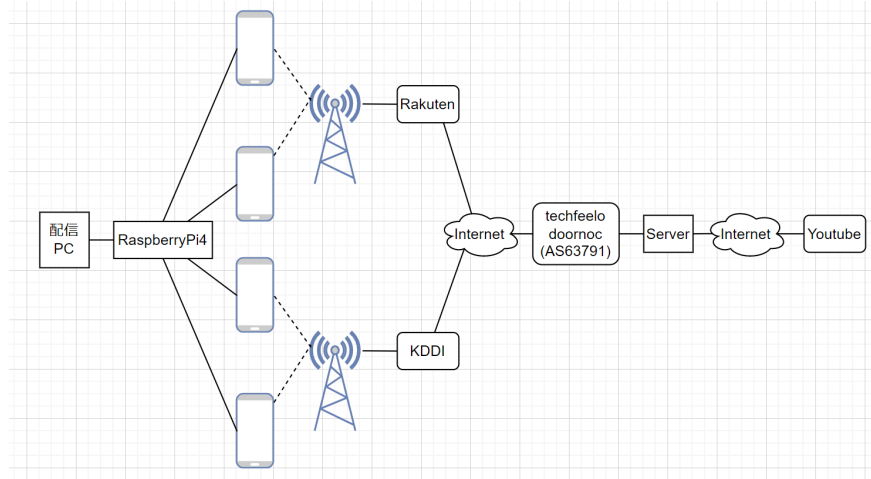 配信
PC
RaspberryPi4
Rakuten
KDDI
Internet
techfeelo
doornoc
(AS63791)
Server
Internet
Youtube